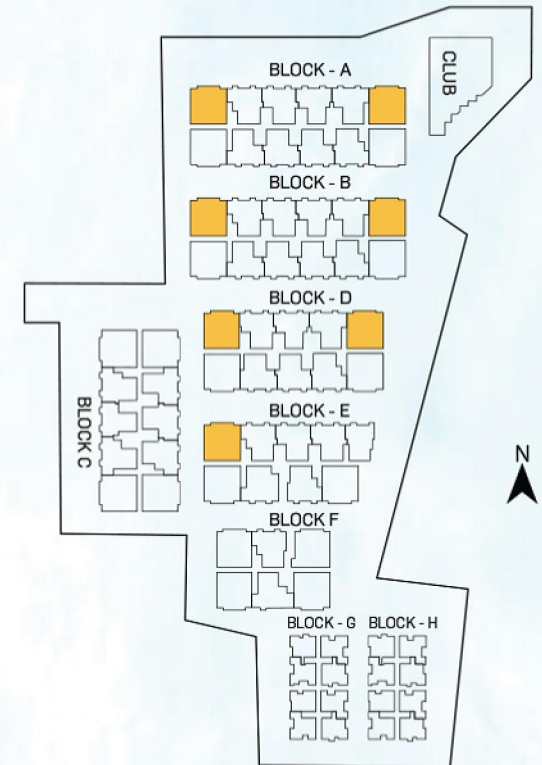 BLOCK - A
CLUB
BLOCK - B
BLOCK - D
BLOCK C
BLOCK - E
N
BLOCK F
BLOCK - G
BLOCK - H